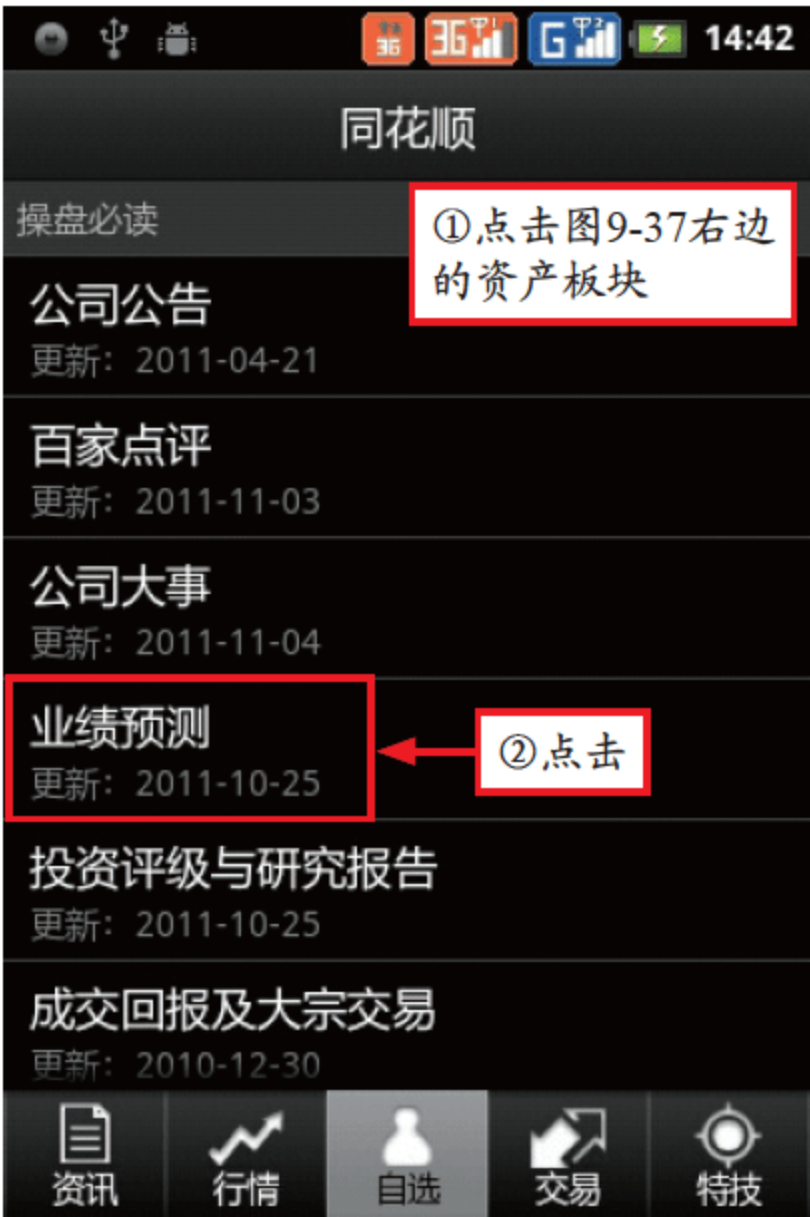 3G 3G 1 G 2 14:42
同花顺
操盘必读
①点击图9-37右边
的资产板块
公司公告
更新：2011-04-21
百家点评
更新：2011-11-03
公司大事
更新：2011-11-04
业绩预测
更新：2011-10-25
②点击
投资评级与研究报告
更新：2011-10-25
成交回报及大宗交易
更新：2010-12-30
资讯 行情 自选 交易 特技